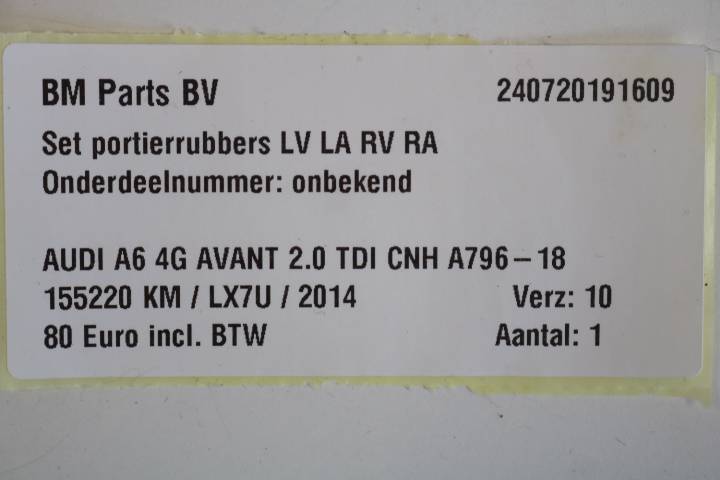 BM Parts BV 240720191609
Set portierrubbers LV LA RV RA
Onderdeelnummer: onbekend
AUDI A6 4G AVANT 2.0 TDI CNH A796-18
155220 KM / LX7U / 2014 Verz: 10
80 Euro incl. BTW Aantal: 1